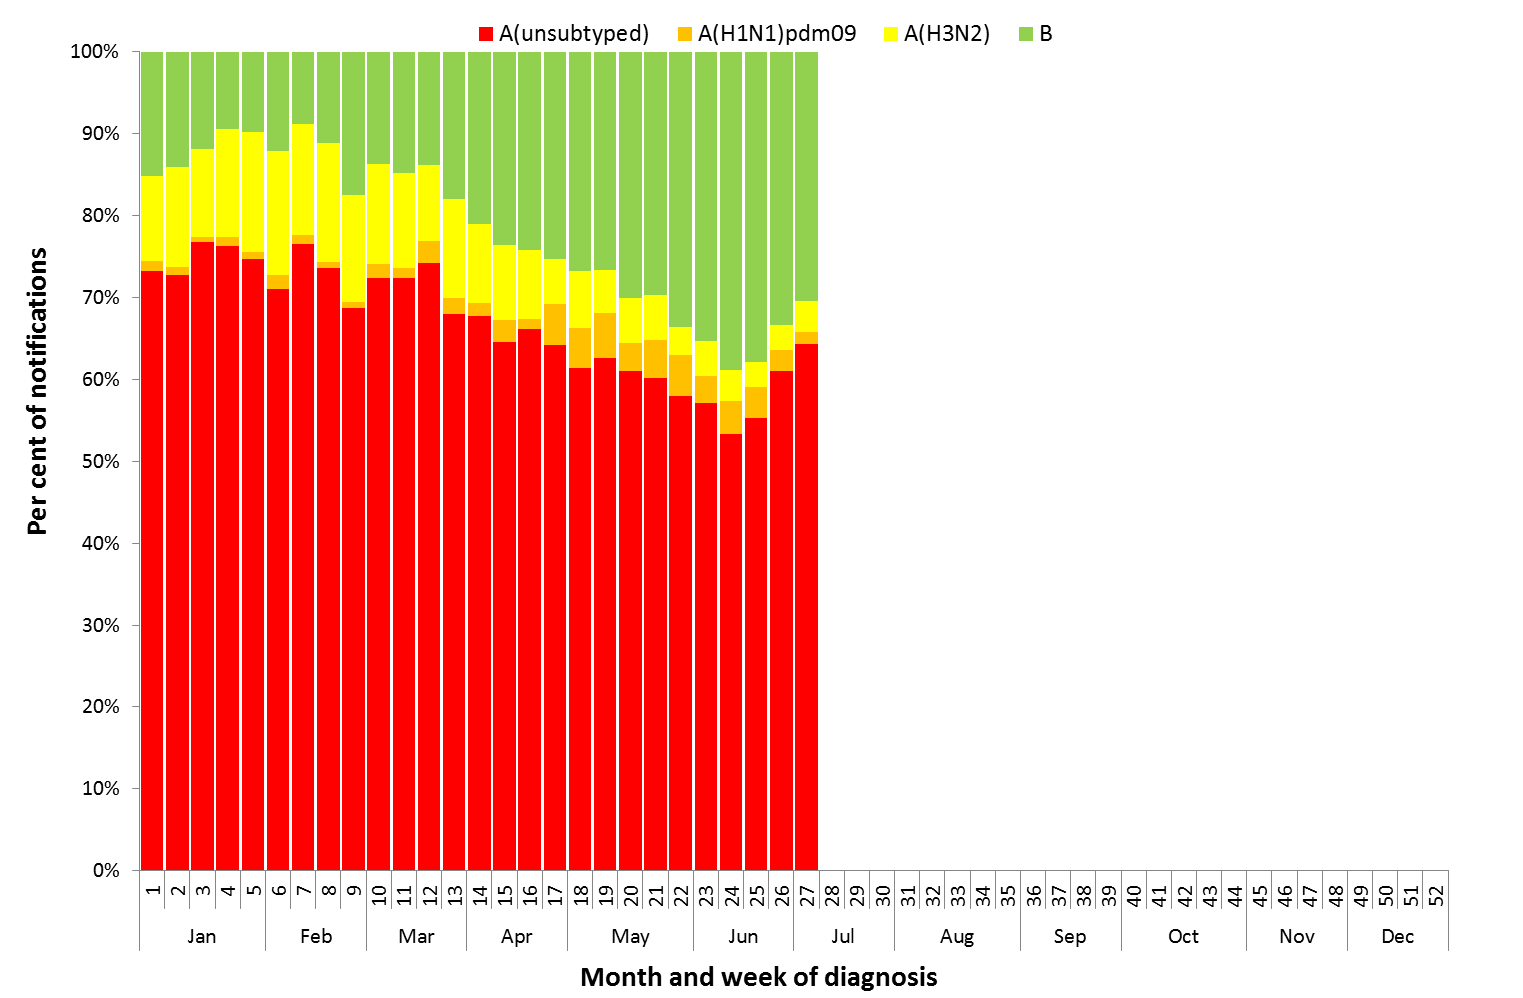 A(unsubtyped) A(H1N1)pdm09 A(H3N2) B
100%
90%
80%
70%
60%
50%
40%
30%
20%
10%
0%
Per cent of notifications
1 2 3 4 5 6 7 8 9 10 11 12 13 14 15 16 17 18 19 20 21 22 23 24 25 26 27 28 29 30 31 32 33 34 35 36 37 38 39 40 41 42 43 44 45 46 47 48 49 50 51 52
Jan Feb Mar Apr May Jun Jul Aug Sep Oct Nov Dec
Month and week of diagnosis